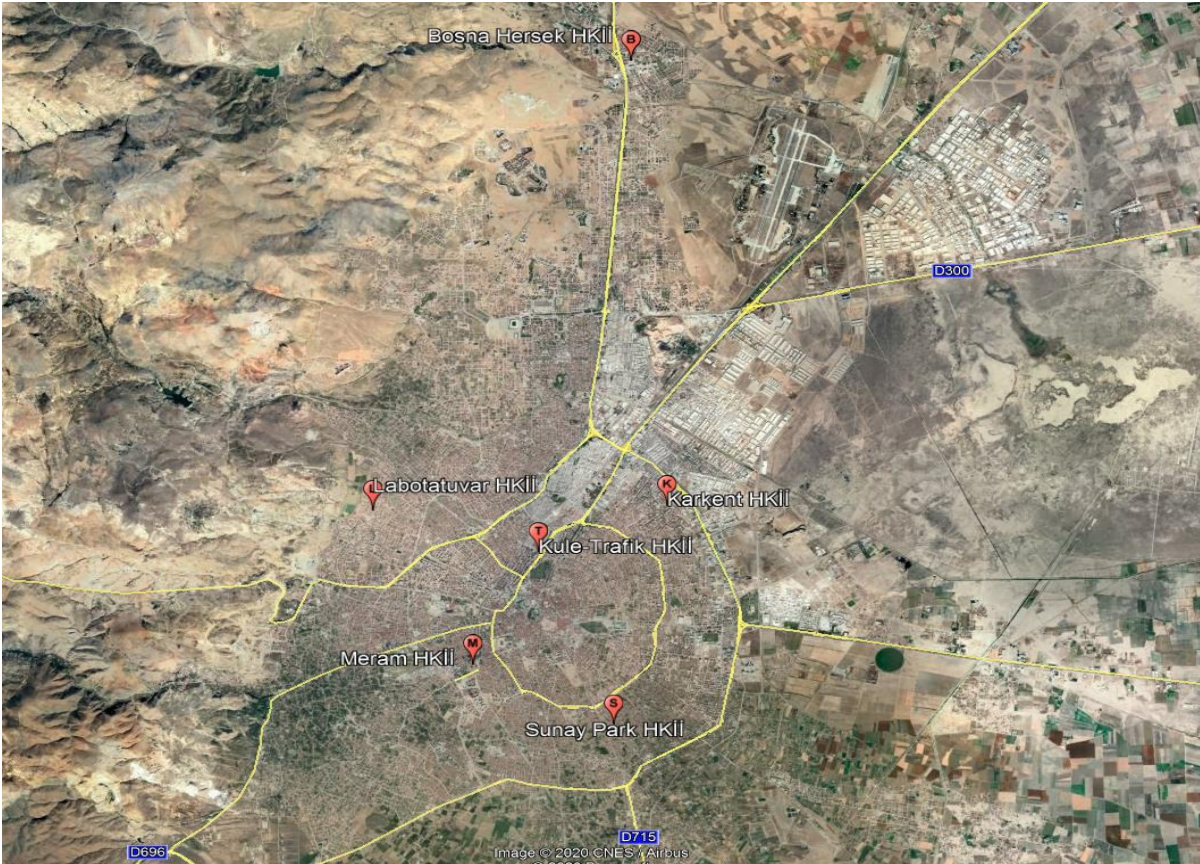 Bosna Hersek HKİİ
B
D300
L
Labotatuvar HKİİ
K
Karkent HKİİ
T
Kule-Trafik HKİİ
M
Meram HKİİ
S
Sunay Park HKİİ
D715
D696
Image © 2020 CNES / Airbus